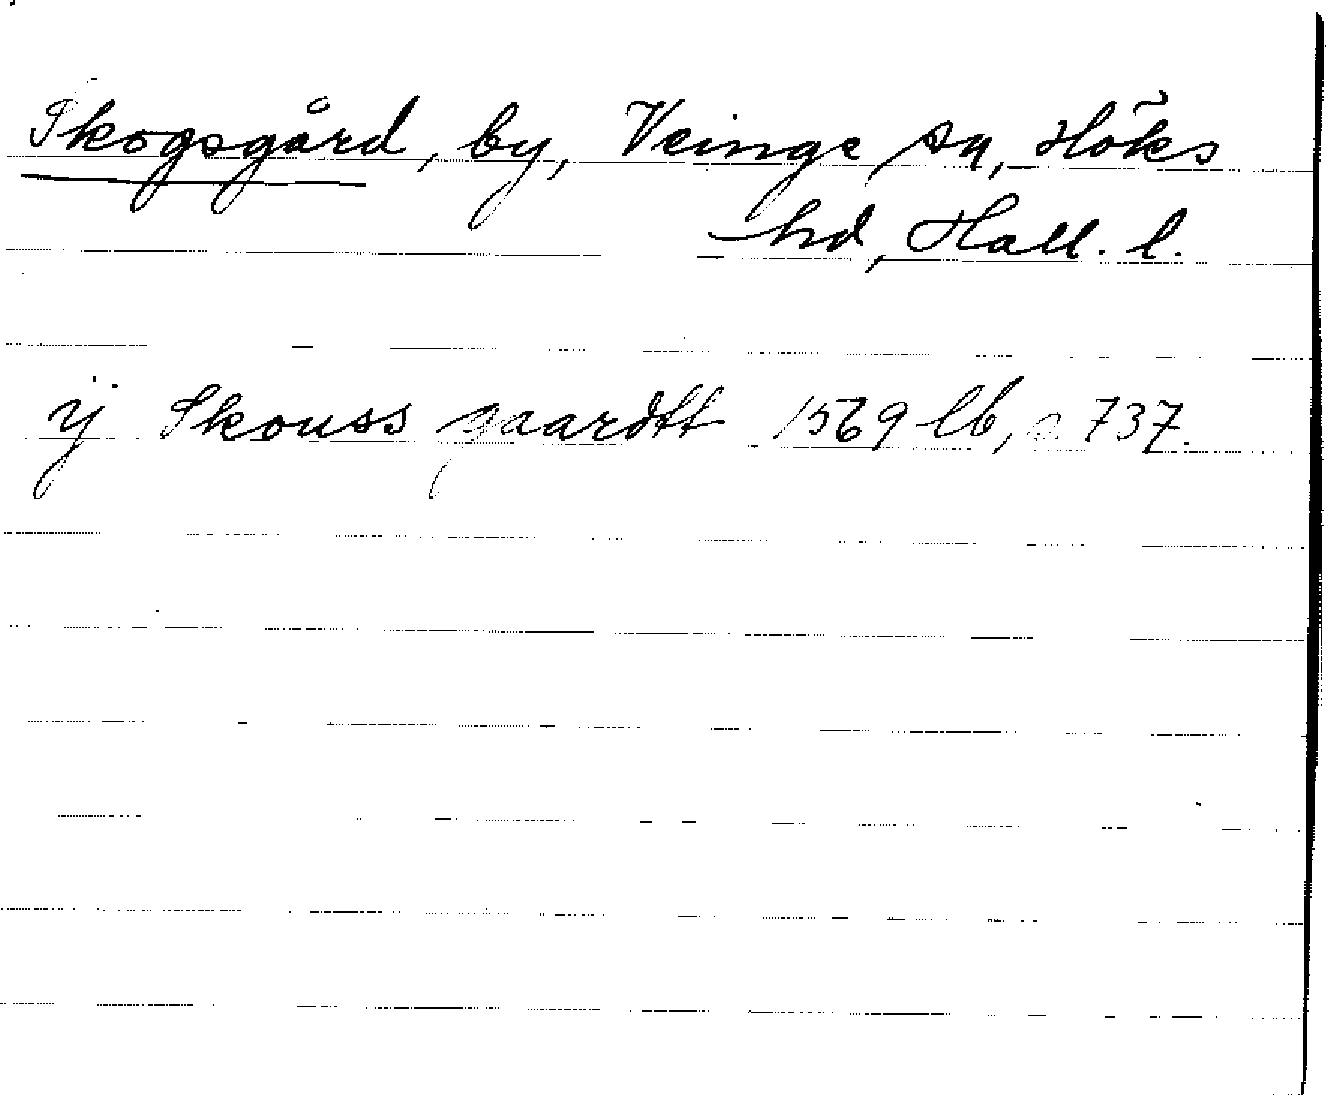 Skogsgård, by, Veinge sn, Höks
hd, Hall. l.
ij Skouss gaardtt 1569 lb, s 737.